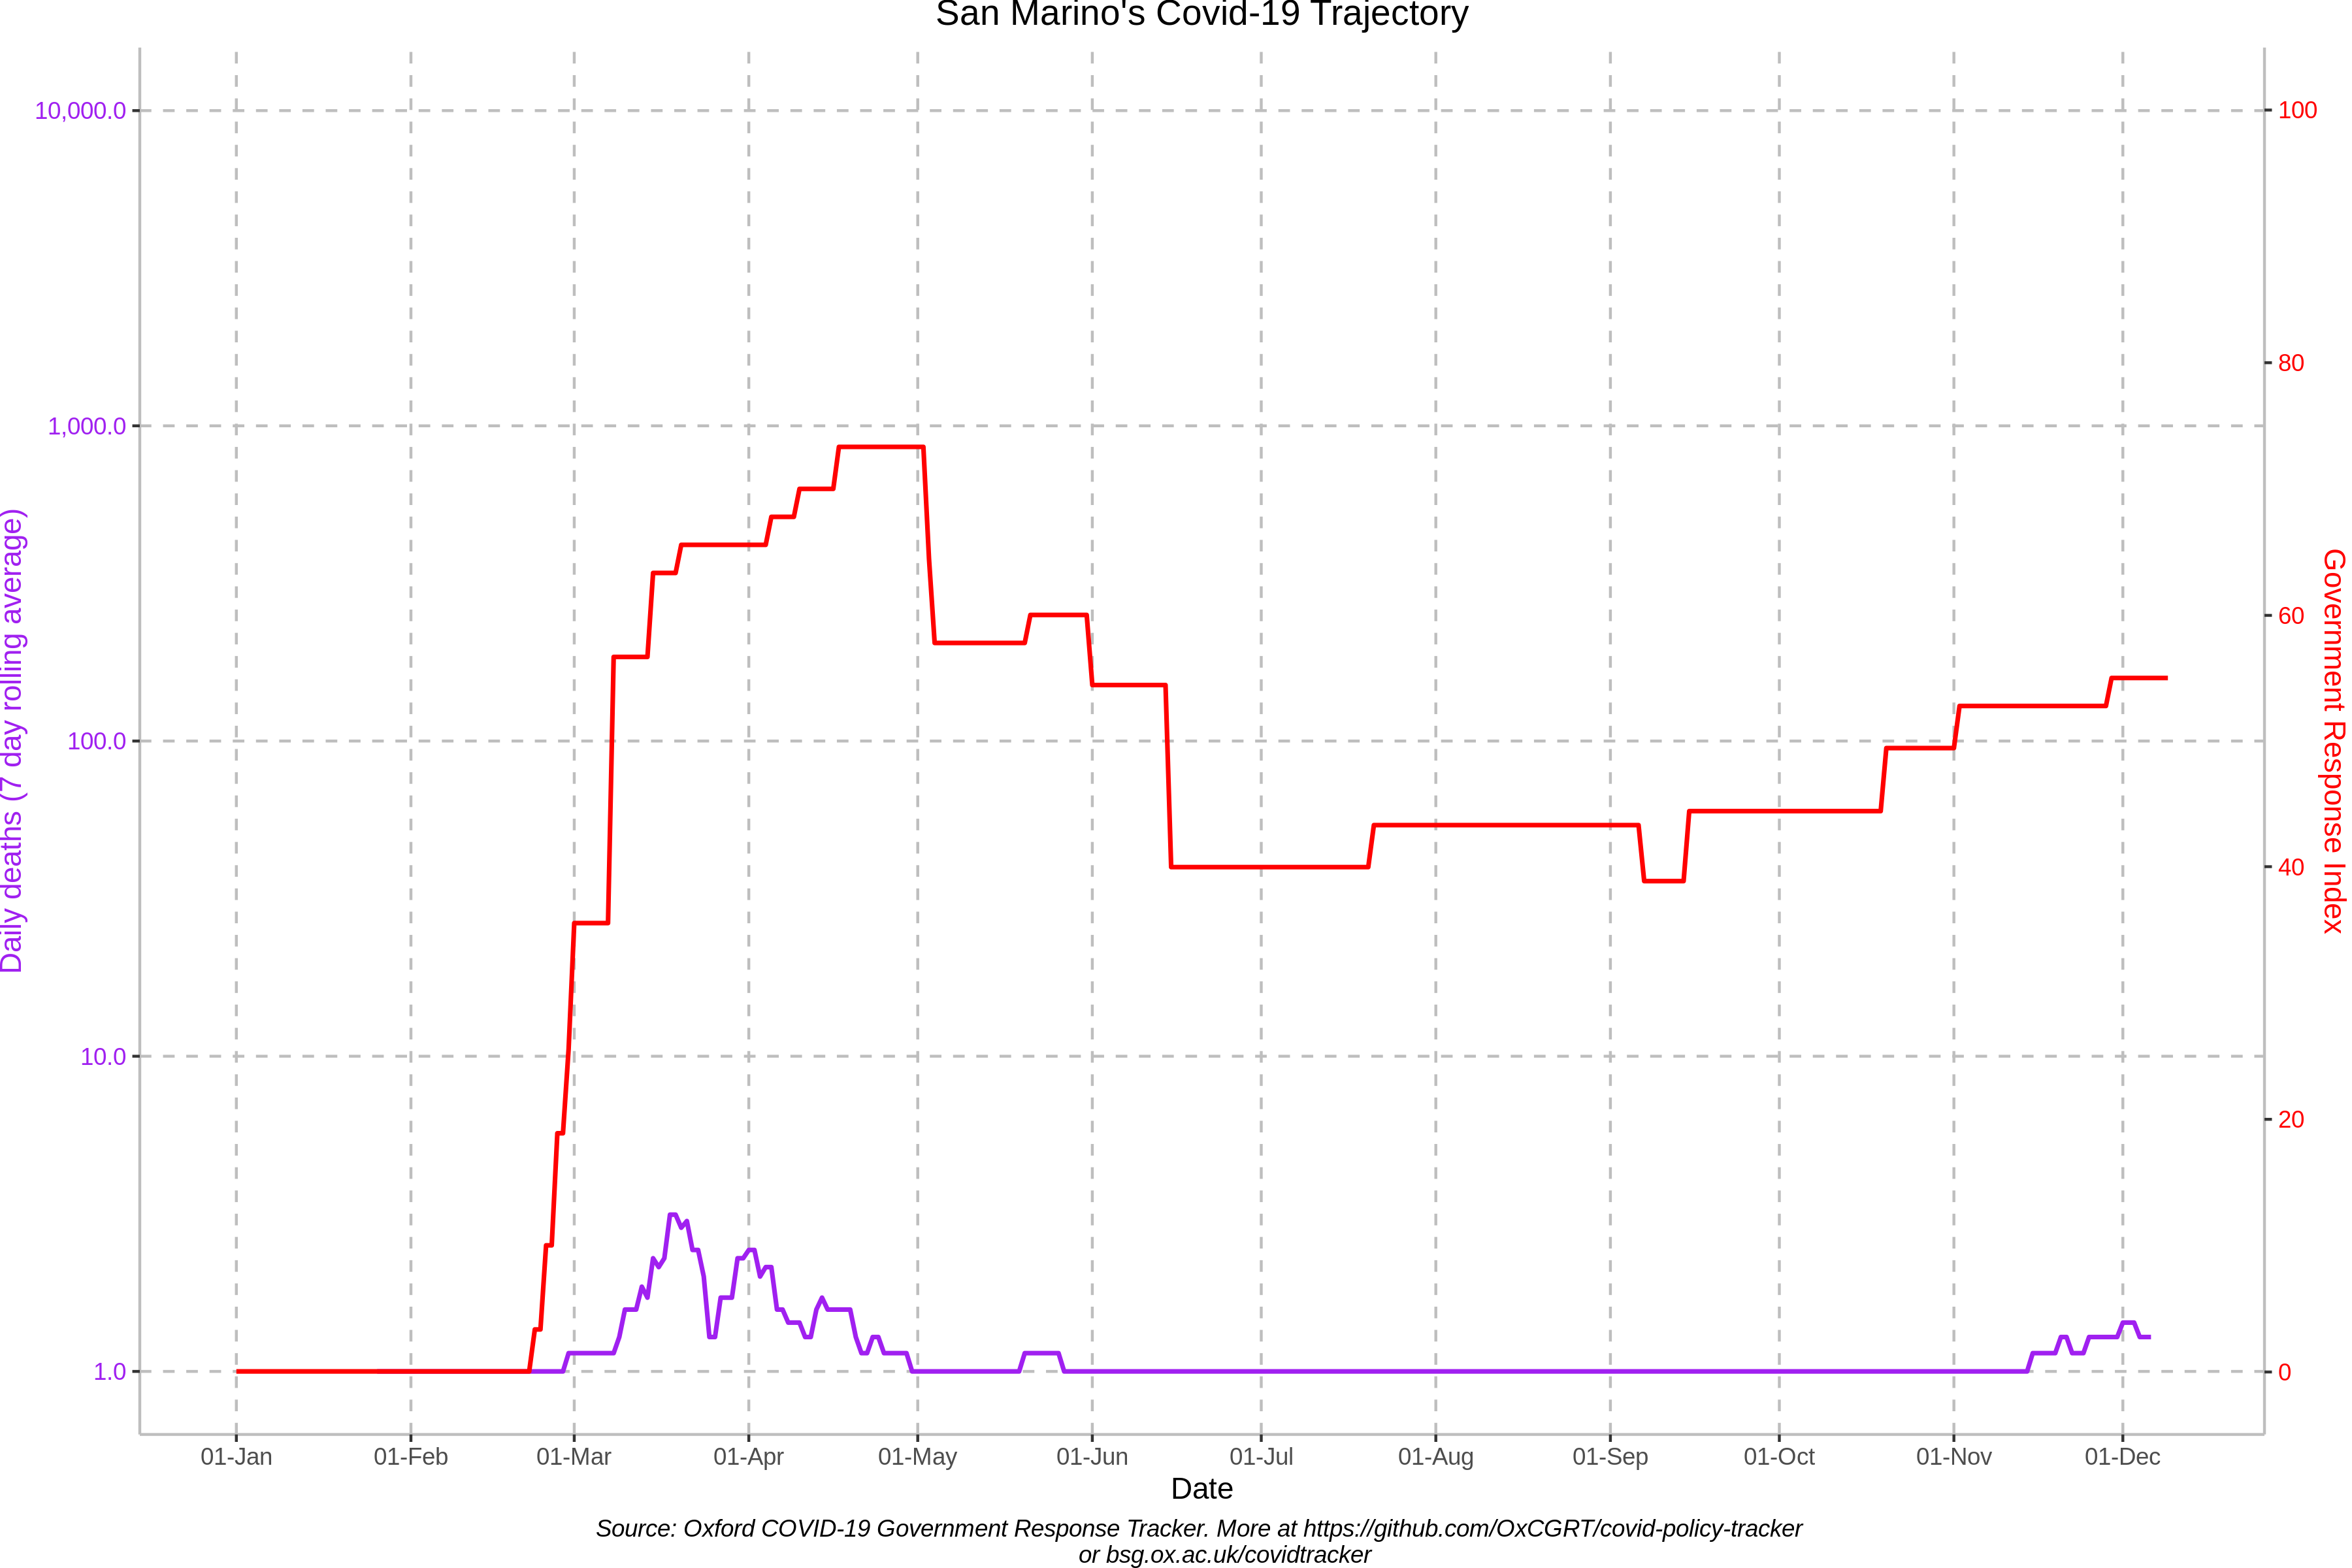 San Marino's Covid-19 Trajectory
10,000.0
1,000.0
100.0
10.0
1.0
Daily deaths (7 day rolling average)
100
80
60
40
20
0
Government Response Index
01-Jan 01-Feb 01-Mar 01-Apr 01-May 01-Jun 01-Jul 01-Aug 01-Sep 01-Oct 01-Nov 01-Dec
Date
Source: Oxford COVID-19 Government Response Tracker. More at https://github.com/OxCGRT/covid-policy-tracker
or bsg.ox.ac.uk/covidtracker